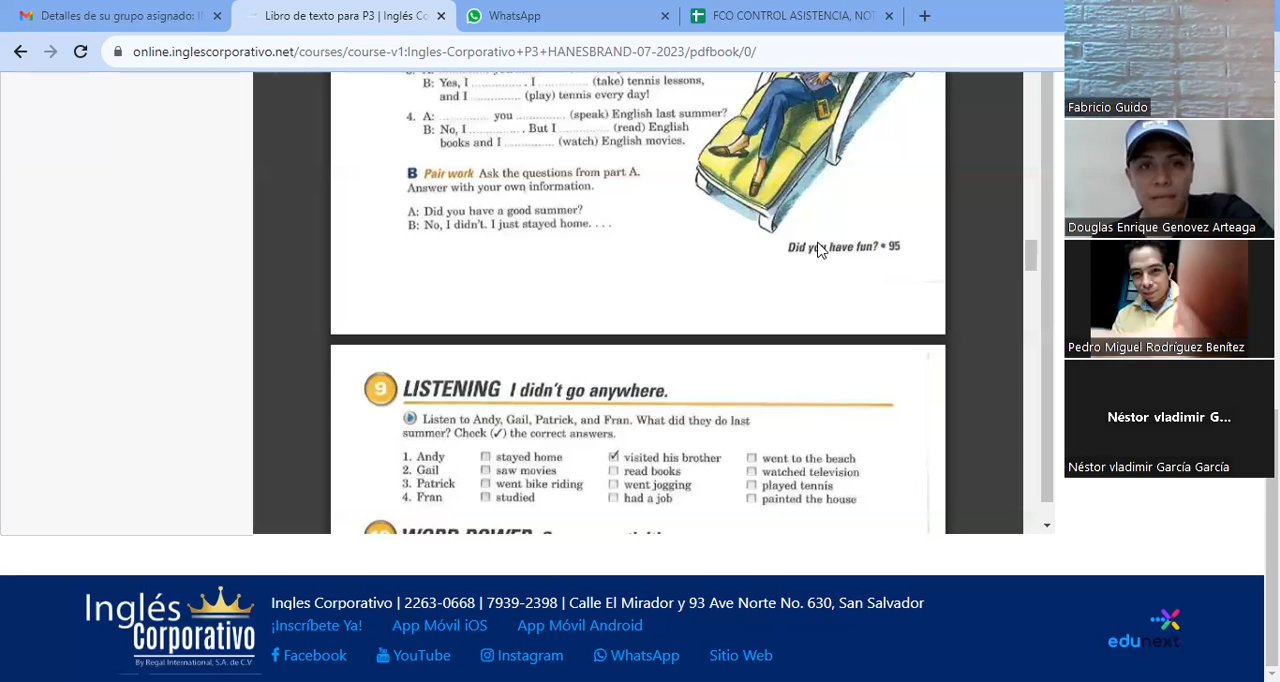 Detalles de su grupo asignado: I
Libro de texto para P3 | Inglés Co
WhatsApp
FCO CONTROL ASISTENCIA, NOT
online.inglescorporativo.net/courses/course-v1:Ingles-Corporativo+P3+HANESBRAND-07-2023/pdfbook/0/
B: Yes, I ............ . I ............ (take) tennis lessons,
and I ............ (play) tennis every day!
4. A: ............ you ............ (speak) English last summer?
B: No, I ............ . But I ............ (read) English
books and I ............ (watch) English movies.
B Pair work Ask the questions from part A.
Answer with your own information.
A: Did you have a good summer?
B: No, I didn't. I just stayed home. . . .
Did you have fun? • 95
9 LISTENING I didn't go anywhere.
Listen to Andy, Gail, Patrick, and Fran. What did they do last
summer? Check (✓) the correct answers.
1. Andy stayed home visited his brother went to the beach
2. Gail saw movies read books watched television
3. Patrick went bike riding went jogging played tennis
4. Fran studied had a job painted the house
Fabricio Guido
Douglas Enrique Genovez Arteaga
Pedro Miguel Rodríguez Benítez
Néstor vladimir G...
Néstor vladimir García García
Inglés Corporativo
By Regal International, S.A. de C.V
Ingles Corporativo | 2263-0668 | 7939-2398 | Calle El Mirador y 93 Ave Norte No. 630, San Salvador
¡Inscríbete Ya! App Móvil iOS App Móvil Android
Facebook YouTube Instagram WhatsApp Sitio Web
edunext